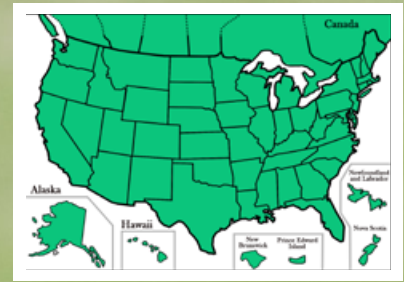 Canada
Alaska
Hawaii
New
Brunswick
Prince Edward
Island
Newfoundland
and Labrador
Nova Scotia